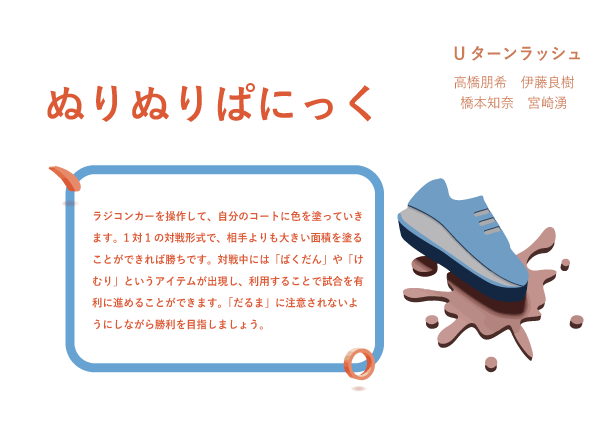 Uターンラッシュ
高橋朋希　伊藤良樹
橋本知奈　宮崎湧
ぬりぬりぱにっく
ラジコンカーを操作して、自分のコートに色を塗っていき
ます。1対1の対戦形式で、相手よりも大きい面積を塗る
ことができれば勝ちです。対戦中には「ばくだん」や「け
むり」というアイテムが出現し、利用することで試合を有
利に進めることができます。「だるま」に注意されないよ
うにしながら勝利を目指しましょう。